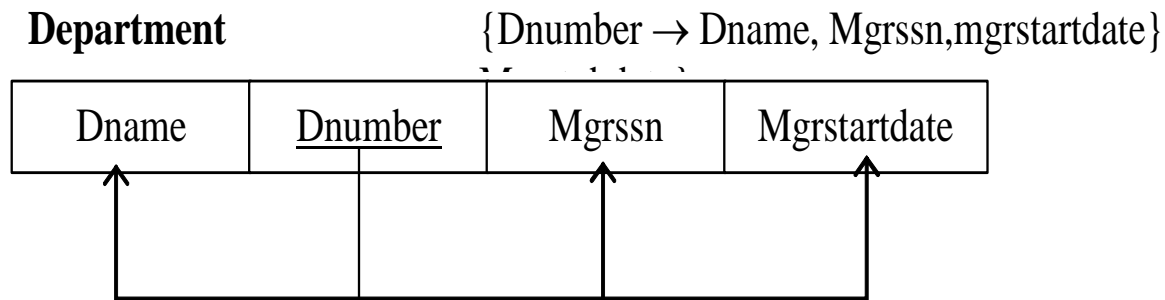 Department {Dnumber → Dname, Mgrssn,mgrstartdate}
Dname Dnumber Mgrssn Mgrstartdate